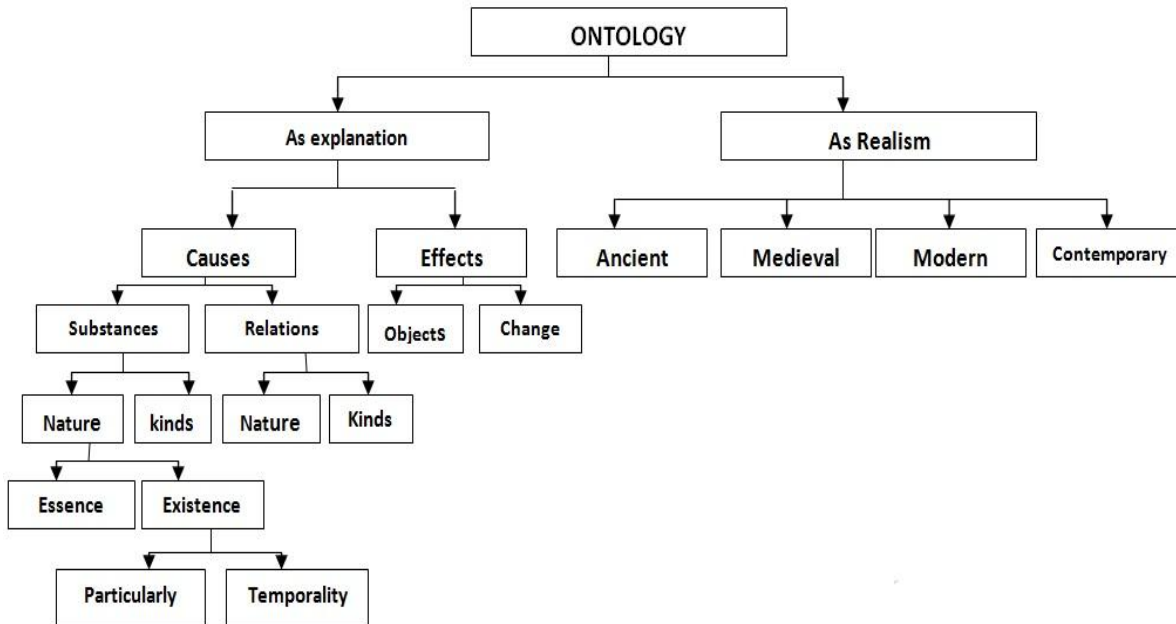 ONTOLOGY
As explanation
As Realism
Causes
Effects
Ancient
Medieval
Modern
Contemporary
Substances
Relations
Objects
Change
Nature
kinds
Nature
Kinds
Essence
Existence
Particularly
Temporality